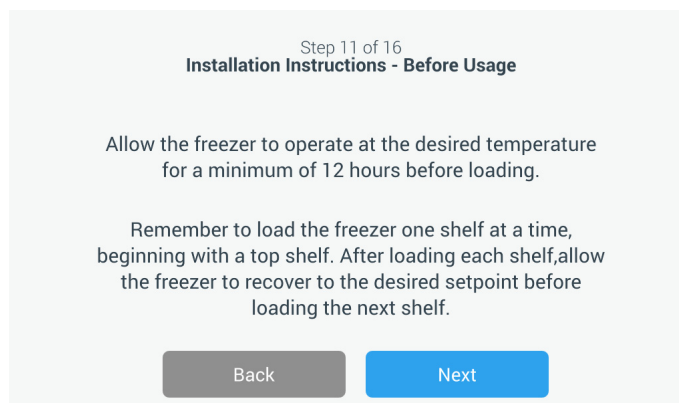 Step 11 of 16
Installation Instructions - Before Usage
Allow the freezer to operate at the desired temperature
for a minimum of 12 hours before loading.
Remember to load the freezer one shelf at a time,
beginning with a top shelf. After loading each shelf,allow
the freezer to recover to the desired setpoint before
loading the next shelf.
Back
Next